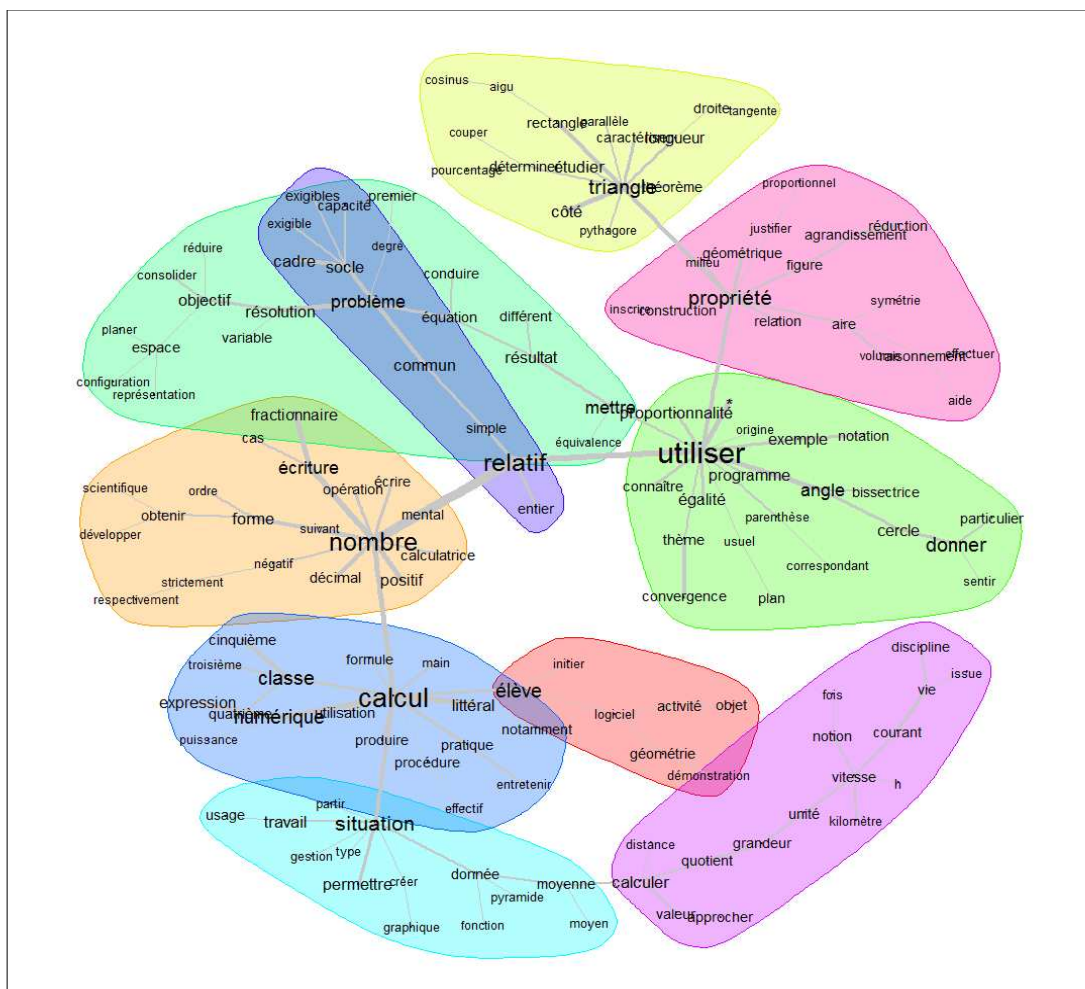 cosinus
aigu
droite
tangente
rectangle
parallèle
caractériser
longueur
couper
pourcentage
déterminer
étudier
triangle
théorème
côté
pythagore
exigibles
capacité
premier
exigible
degré
cadre
socle
réduire
consolider
conduire
objectif
résolution
problème
équation
différent
planer
variable
espace
résultat
commun
configuration
représentation
mettre
simple
équivalence
relatif
entier
proportionnel
justifier
réduction
agrandissement
géométrique
milieu
figure
propriété
symétrie
inscrire
construction
relation
aire
volume
raisonnement
effectuer
aide
*
proportionnalité
origine
exemple
notation
utiliser
programme
connaître
angle
bissectrice
égalité
parenthèse
particulier
cercle
thème
usuel
donner
correspondant
sentir
convergence
plan
fractionnaire
cas
écriture
scientifique
ordre
opération
écrire
obtenir
forme
mental
suivant
développer
nombre
calculatrice
négatif
décimal
positif
strictement
respectivement
cinquième
formule
main
troisième
classe
calcul
élève
expression
littéral
quatrième
numérique
utilisation
notamment
puissance
produire
pratique
procédure
entretenir
effectif
initier
logiciel
activité
objet
géométrie
démonstration
discipline
issue
fois
vie
notion
courant
vitesse
h
unité
kilomètre
grandeur
distance
quotient
calculer
valeur
approcher
partir
usage
travail
situation
gestion
type
permettre
créer
donnée
moyenne
pyramide
graphique
fonction
moyen